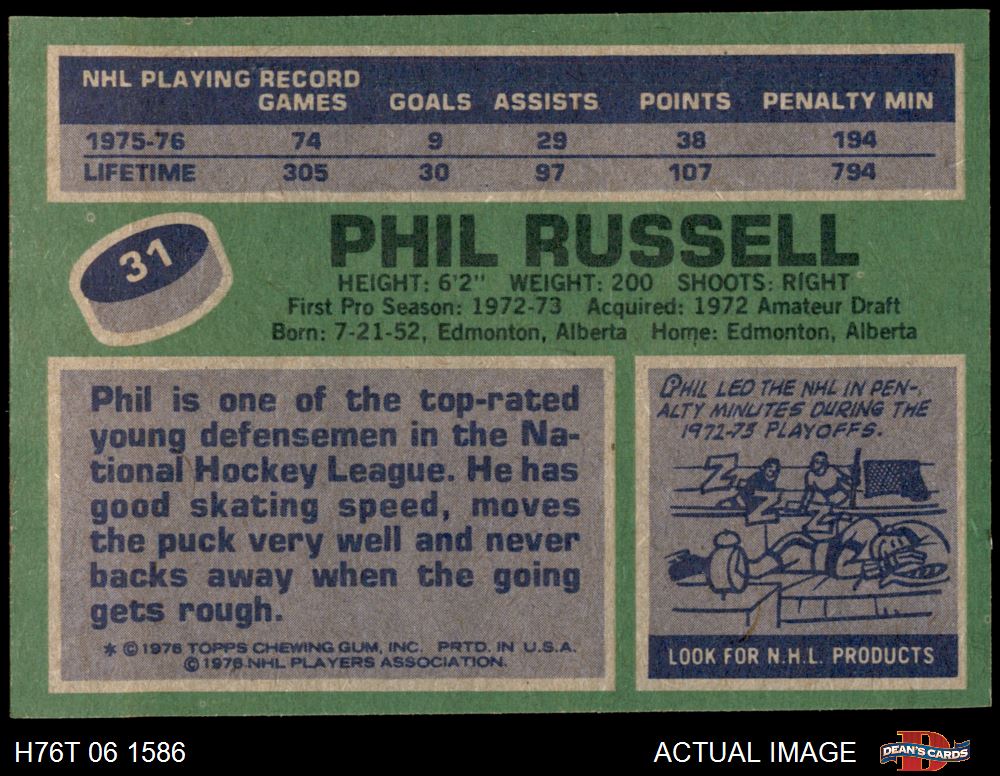 NHL PLAYING RECORD
GAMES GOALS ASSISTS POINTS PENALTY MIN
1975-76 74 9 29 38 194
LIFETIME 305 30 97 107 794
31
PHIL RUSSELL
HEIGHT: 6'2" WEIGHT: 200 SHOOTS: RIGHT
First Pro Season: 1972-73 Acquired: 1972 Amateur Draft
Born: 7-21-52, Edmonton, Alberta Home: Edmonton, Alberta
Phil is one of the top-rated
young defensemen in the Na-
tional Hockey League. He has
good skating speed, moves
the puck very well and never
backs away when the going
gets rough.
* © 1976 TOPPS CHEWING GUM, INC. PRTD. IN U.S.A.
© 1976 NHL PLAYERS ASSOCIATION.
PHIL LED THE NHL IN PEN-
ALTY MINUTES DURING THE
1972-73 PLAYOFFS.
Z
Z
Z
LOOK FOR N.H.L. PRODUCTS
H76T 06 1586
ACTUAL IMAGE
D
DEAN'S CARDS